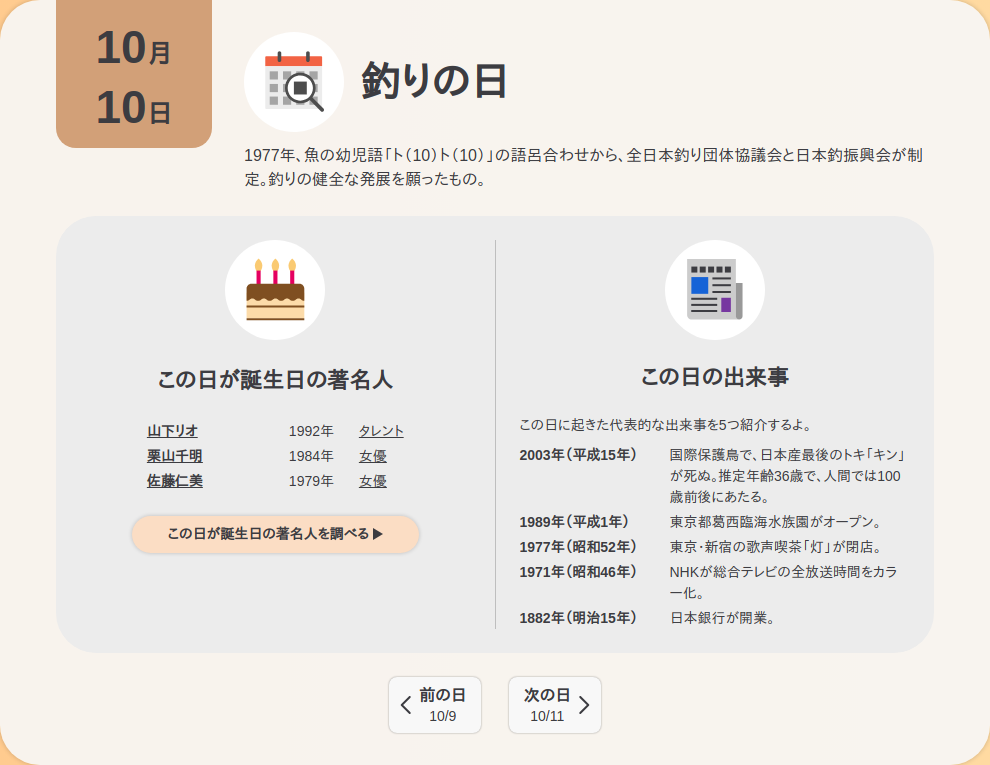 10月
10日
釣りの日
1977年、魚の幼児語「ト(10)ト(10)」の語呂合わせから、全日本釣り団体協議会と日本釣振興会が制
定。釣りの健全な発展を願ったもの。
この日が誕生日の著名人
山下リオ 1992年 タレント
栗山千明 1984年 女優
佐藤仁美 1979年 女優
この日が誕生日の著名人を調べる▶
この日の出来事
この日に起きた代表的な出来事を5つ紹介するよ。
2003年(平成15年) 国際保護鳥で、日本産最後のトキ「キン」
が死ぬ。推定年齢36歳で、人間では100
歳前後にあたる。
1989年(平成1年) 東京都葛西臨海水族園がオープン。
1977年(昭和52年) 東京・新宿の歌声喫茶「灯」が閉店。
1971年(昭和46年) NHKが総合テレビの全放送時間をカラ
ー化。
1882年(明治15年) 日本銀行が開業。
前の日
10/9
次の日
10/11